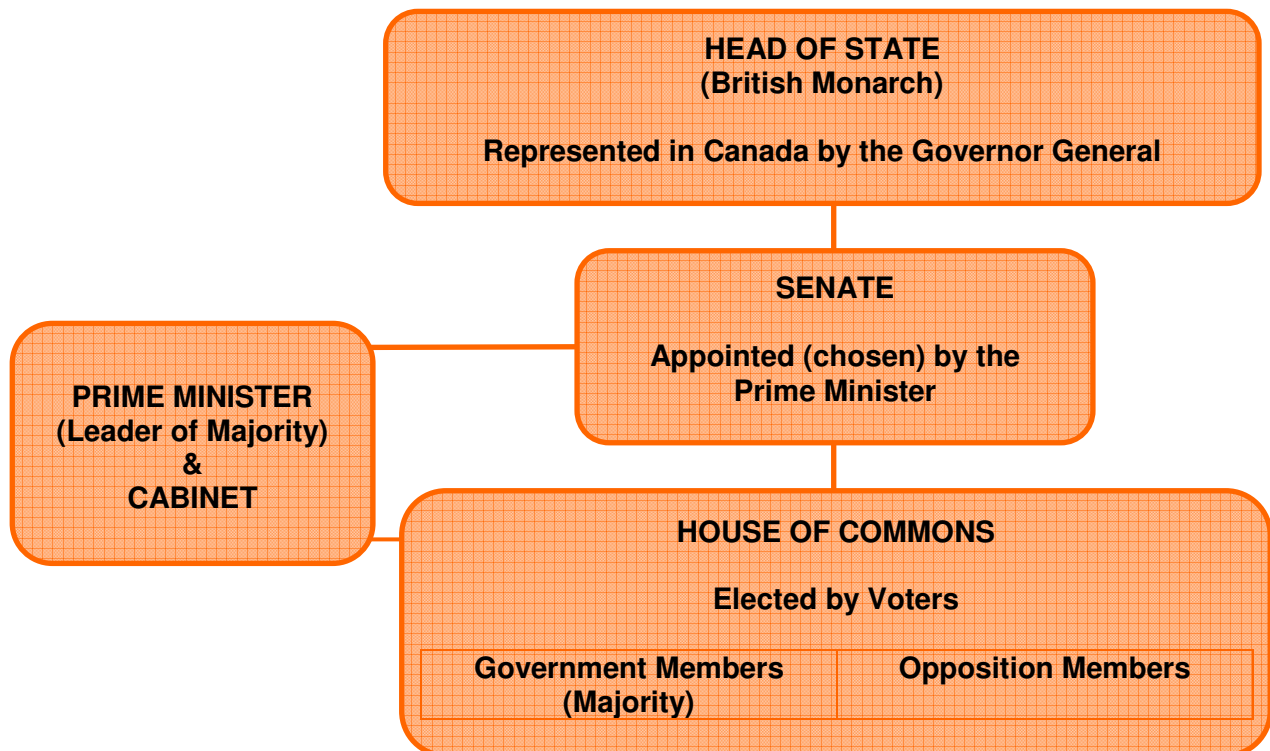 HEAD OF STATE
(British Monarch)
Represented in Canada by the Governor General
SENATE
Appointed (chosen) by the
Prime Minister
PRIME MINISTER
(Leader of Majority)
&
CABINET
HOUSE OF COMMONS
Elected by Voters
Government Members
(Majority)
Opposition Members